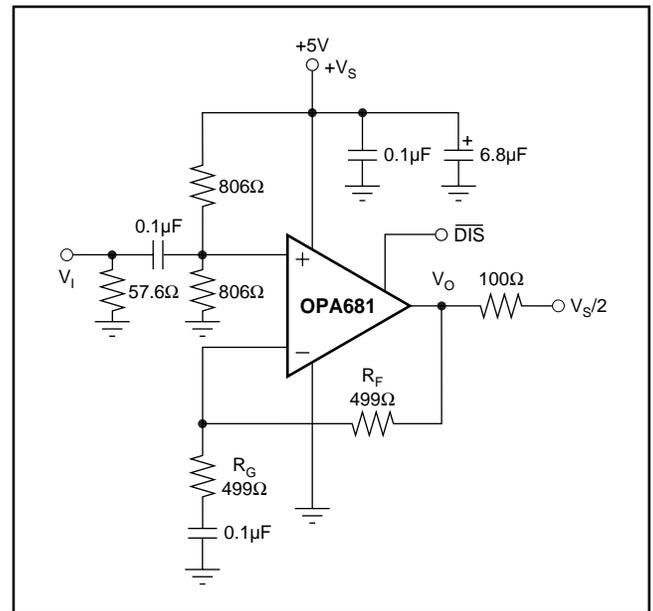 +5V
+VS
0.1µF
6.8µF
806Ω
0.1µF
VI
57.6Ω
806Ω
+
DIS
OPA681
VO
100Ω
VS/2
−
RF
499Ω
RG
499Ω
0.1µF
+